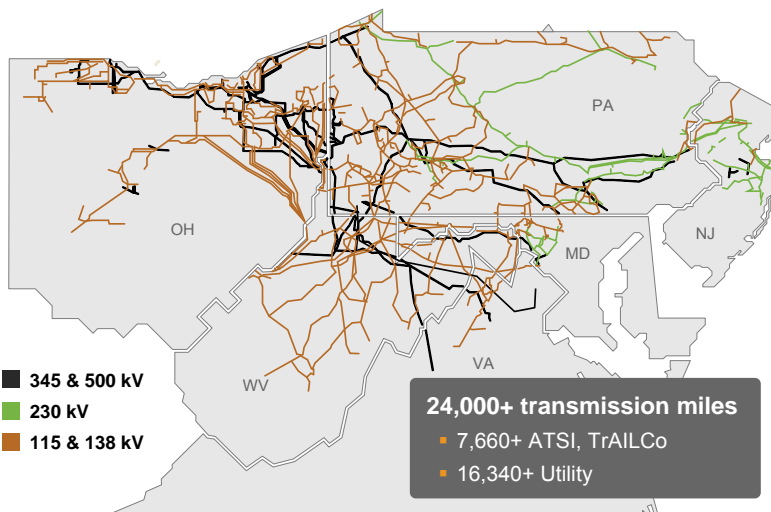 PA
OH
NJ
MD
VA
WV
345 & 500 kV
230 kV
115 & 138 kV
24,000+ transmission miles
7,660+ ATSI, TrAILCo
16,340+ Utility